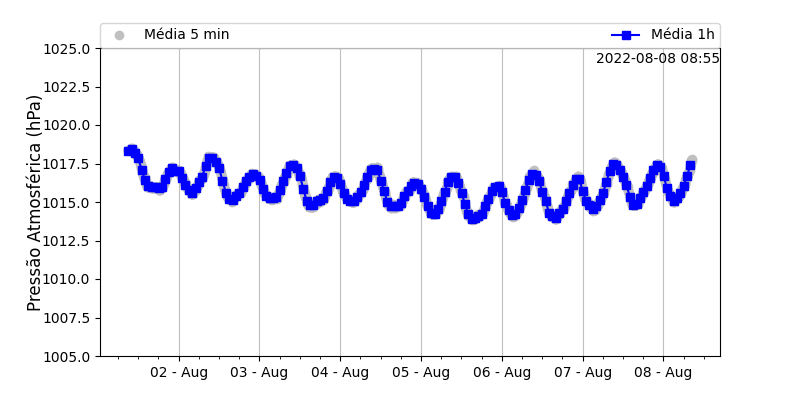 Média 5 min
Média 1h
2022-08-08 08:55
Pressão Atmosférica (hPa)
1025.0
1022.5
1020.0
1017.5
1015.0
1012.5
1010.0
1007.5
1005.0
02 - Aug
03 - Aug
04 - Aug
05 - Aug
06 - Aug
07 - Aug
08 - Aug